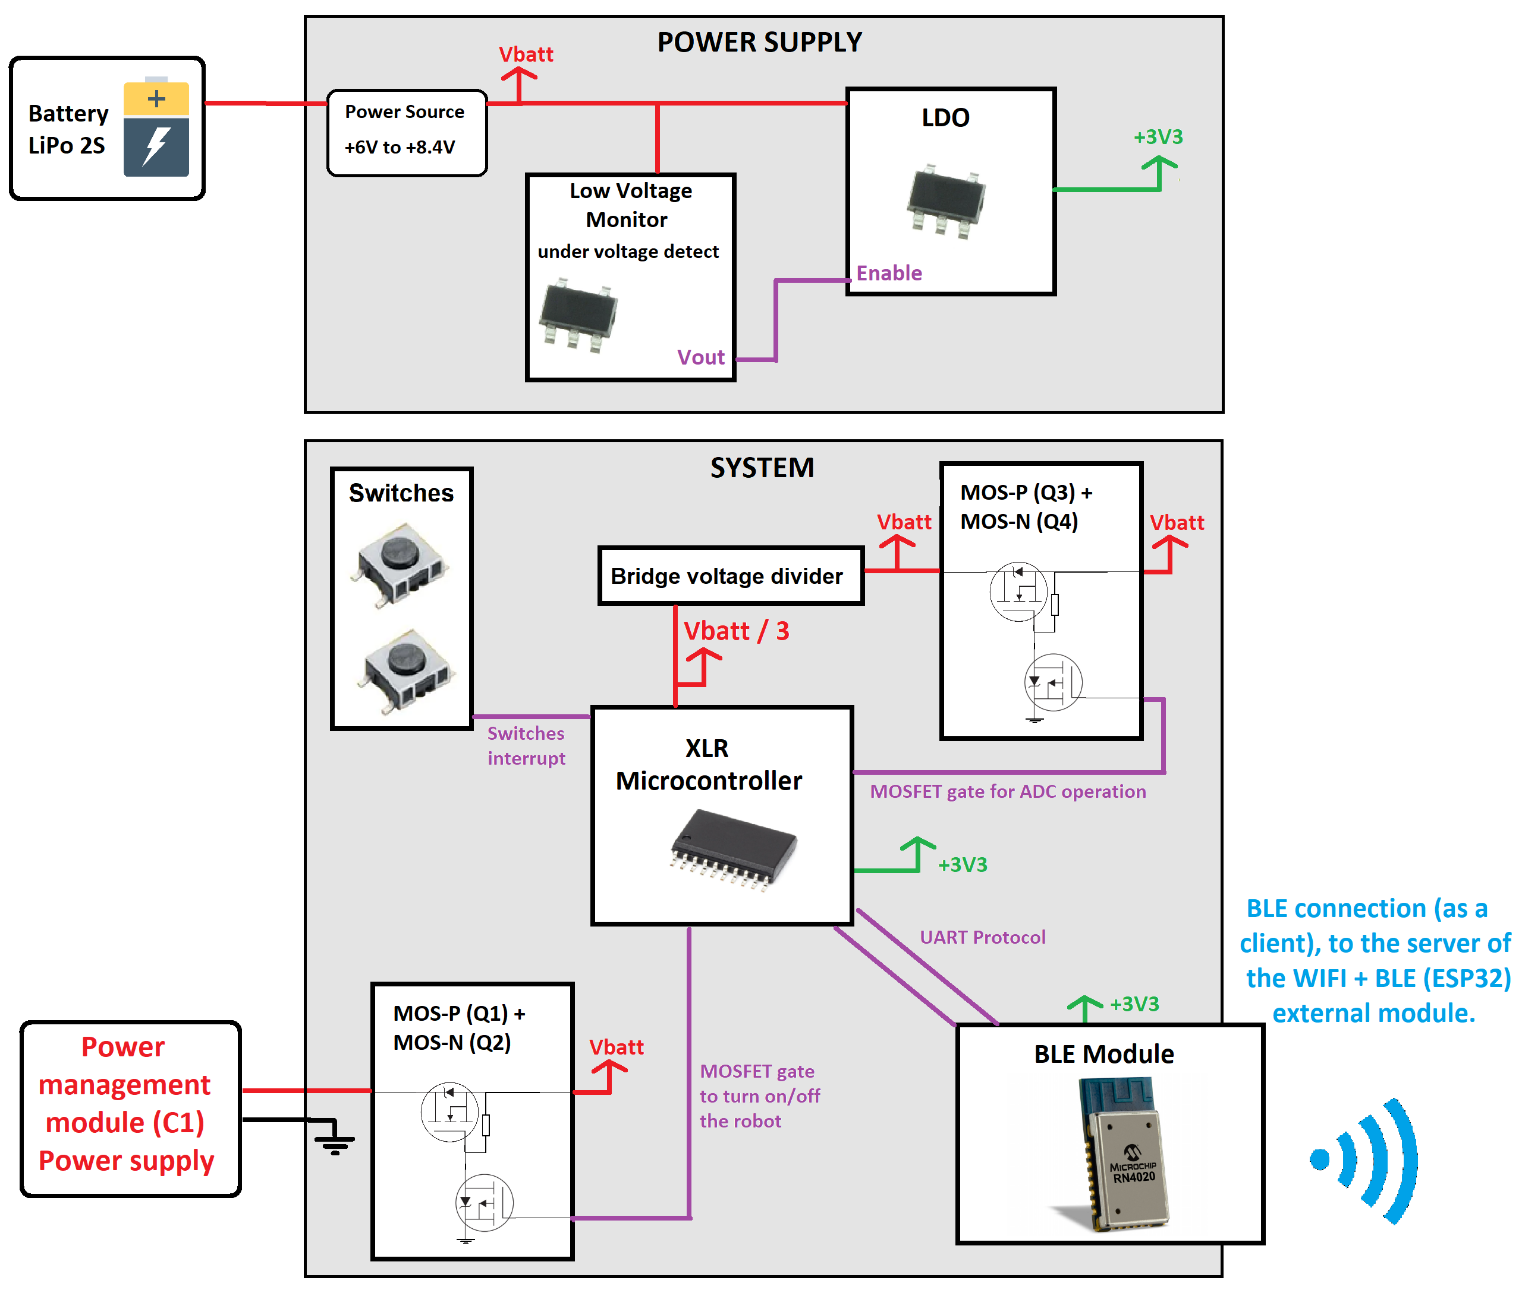 POWER SUPPLY
Battery
LiPo 2S
Power Source
+6V to +8.4V
Vbatt
LDO
+3V3
Low Voltage
Monitor
under voltage detect
Enable
Vout
SYSTEM
Switches
MOS-P (Q3) +
MOS-N (Q4)
Vbatt
Vbatt
Bridge voltage divider
Vbatt / 3
Switches
interrupt
XLR
Microcontroller
MOSFET gate for ADC operation
+3V3
UART Protocol
BLE connection (as a
client), to the server of
the WIFI + BLE (ESP32)
external module.
MOS-P (Q1) +
MOS-N (Q2)
Vbatt
MOSFET gate
to turn on/off
the robot
Power
management
module (C1)
Power supply
+3V3
BLE Module
MICROCHIP
RN4020